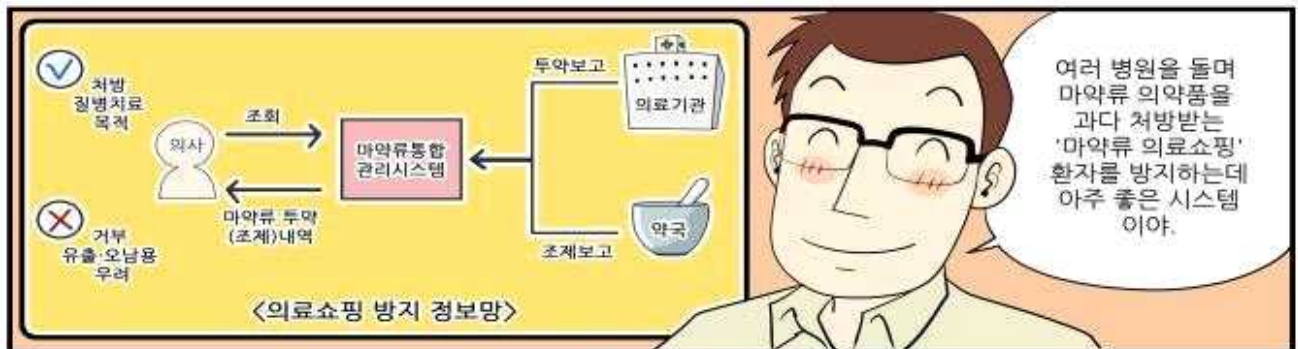 처방
질병치료
목적
의사
조회
마약류 투약
(조제)내역
거부
유출·오남용
우려
마약류통합
관리시스템
투약보고
의료기관
약국
조제보고
<의료쇼핑 방지 정보망>
여러 병원을 돌며
마약류 의약품을
과다 처방받는
'마약류 의료쇼핑'
환자를 방지하는데
아주 좋은 시스템
이야.